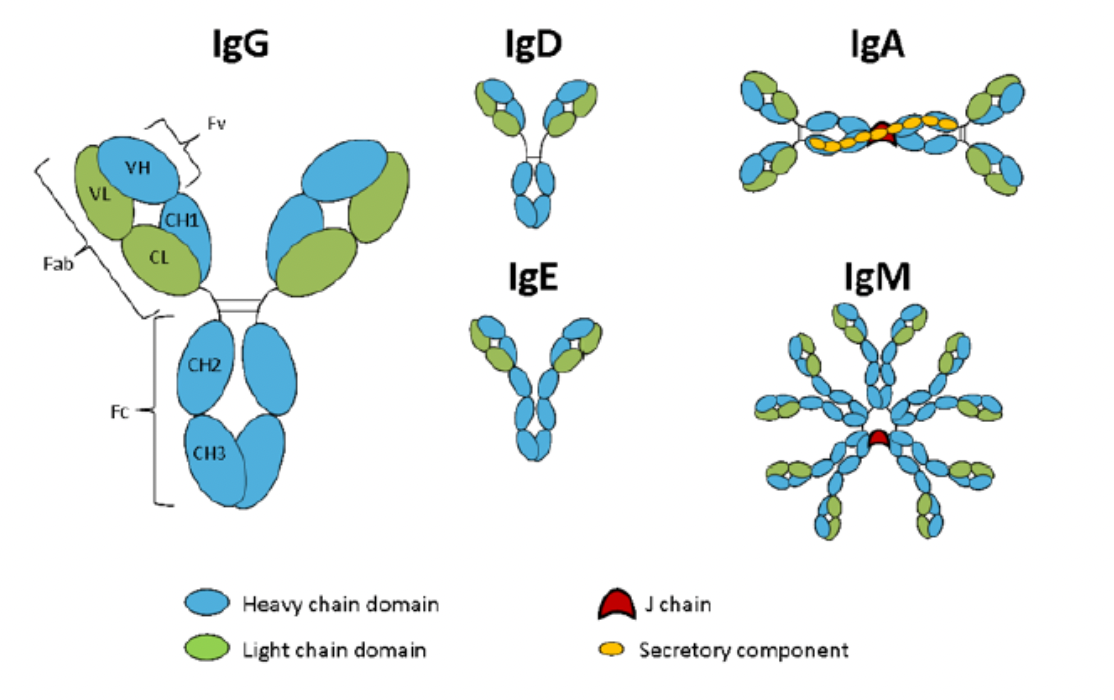 IgG
IgD
IgA
Fv
VH
VL
CH1
CL
Fab
IgE
IgM
CH2
Fc
CH3
Heavy chain domain
J chain
Light chain domain
Secretory component